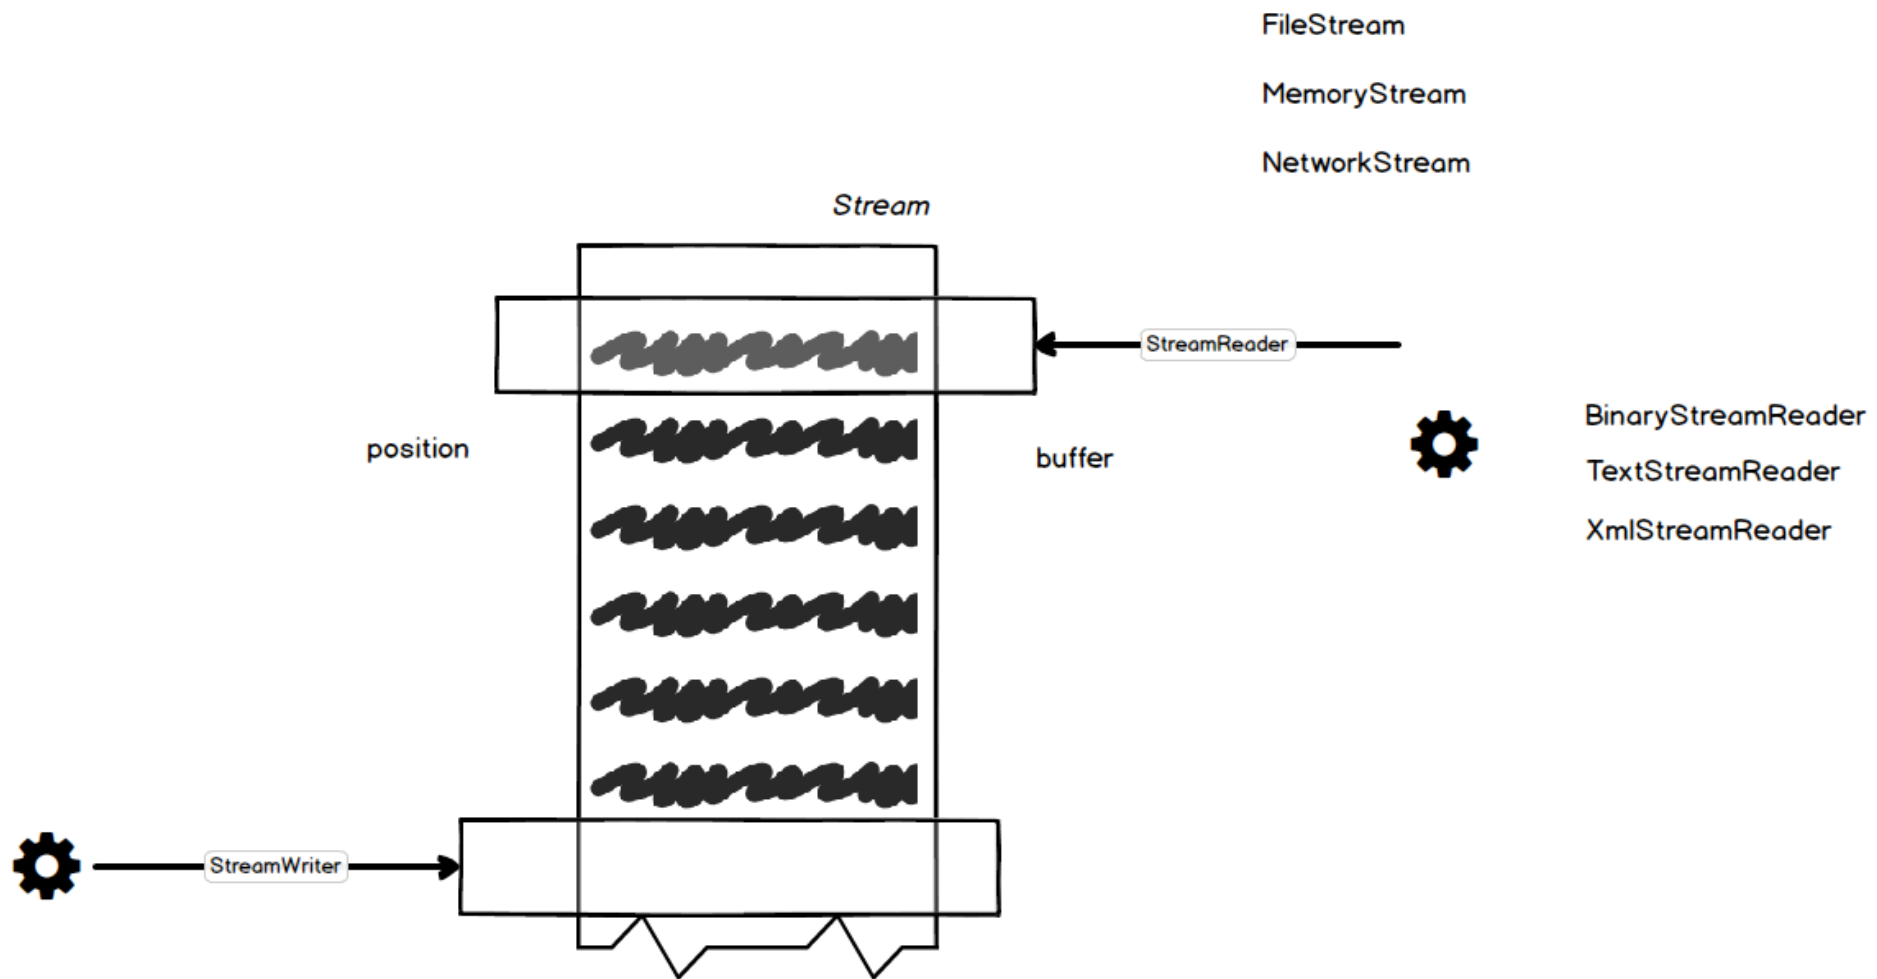 FileStream
MemoryStream
NetworkStream
Stream
StreamReader
position
buffer
BinaryStreamReader
TextStreamReader
XmlStreamReader
StreamWriter